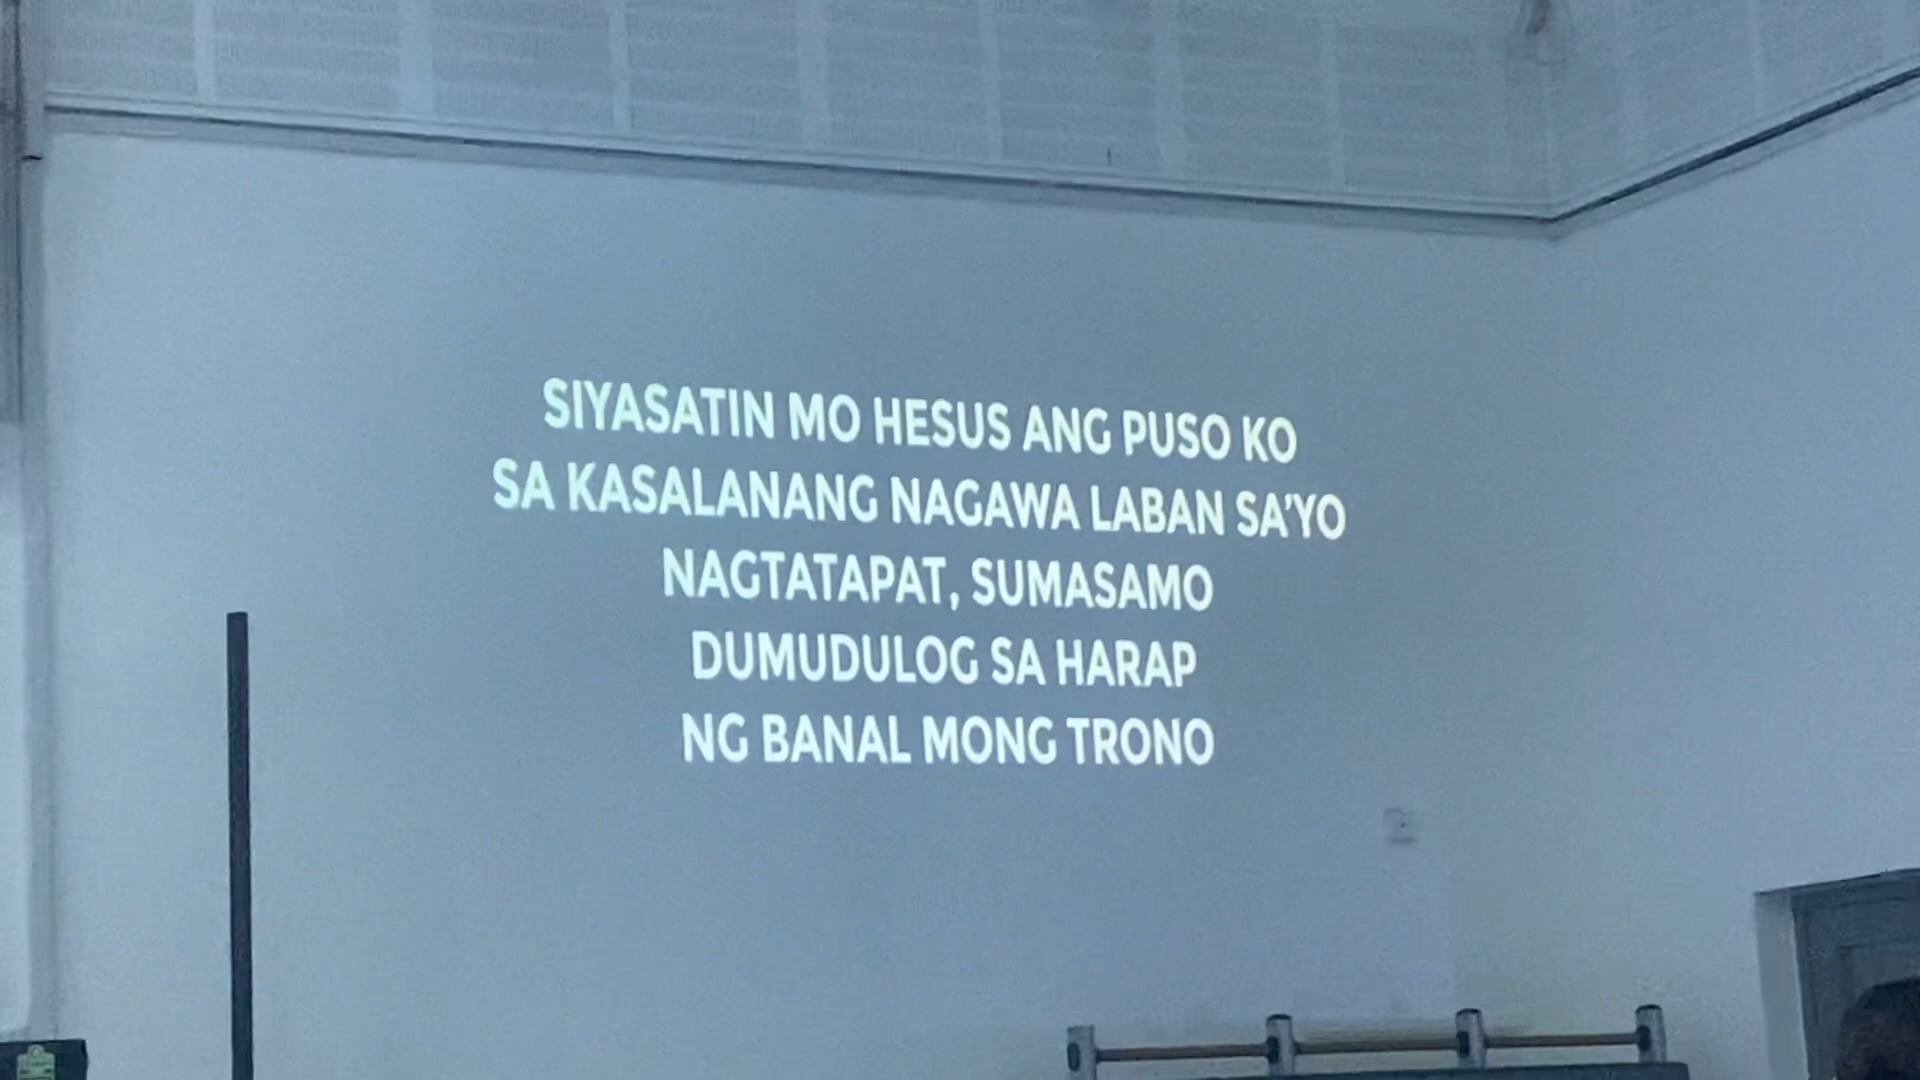 SIYASATIN MO HESUS ANG PUSO KO
SA KASALANANG NAGAWA LABAN SA'YO
NAGTATAPAT, SUMASAMO
DUMUDULOG SA HARAP
NG BANAL MONG TRONO